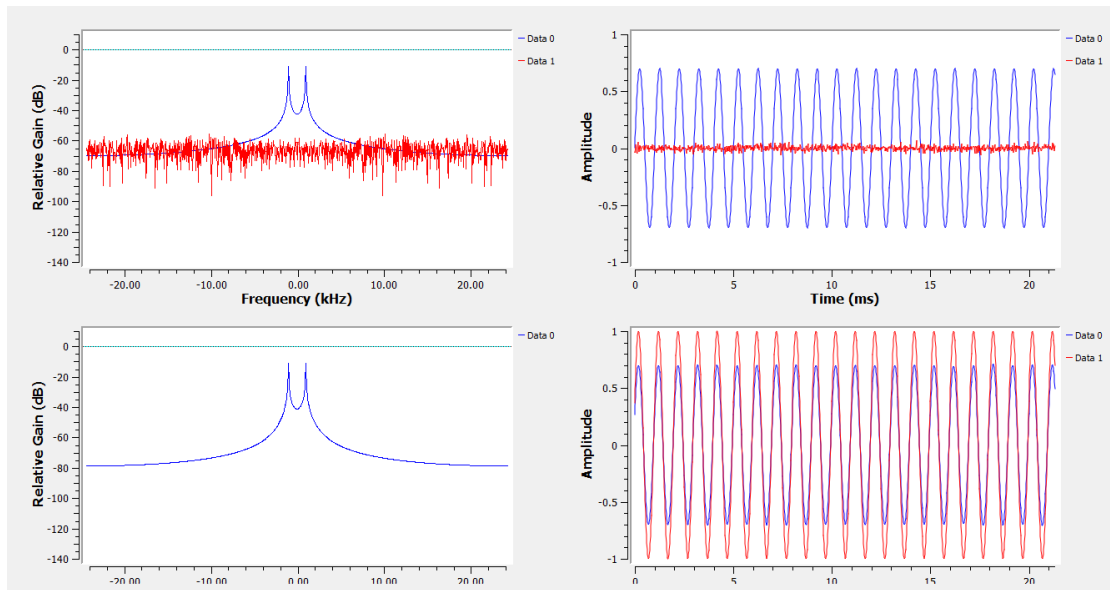 Relative Gain (dB)
0
-20
-40
-60
-80
-100
-120
-140
-20.00 -10.00 0.00 10.00 20.00
Frequency (kHz)
Data 0
Data 1
Amplitude
1
0.5
0
-0.5
-1
0 5 10 15 20
Time (ms)
Data 0
Data 1
Relative Gain (dB)
0
-20
-40
-60
-80
-100
-120
-140
-20.00 -10.00 0.00 10.00 20.00
Data 0
Amplitude
1
0.5
0
-0.5
-1
0 5 10 15 20
Data 0
Data 1